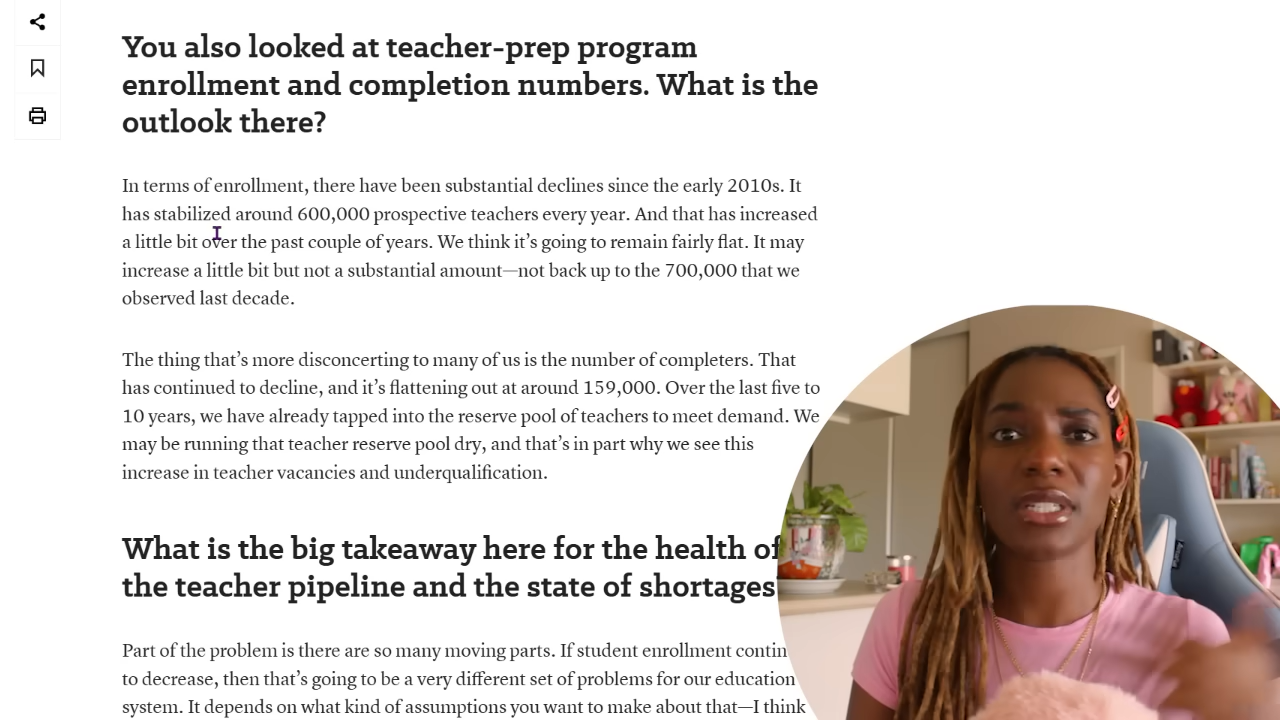 You also looked at teacher-prep program
enrollment and completion numbers. What is the
outlook there?
In terms of enrollment, there have been substantial declines since the early 2010s. It
has stabilized around 600,000 prospective teachers every year. And that has increased
a little bit over the past couple of years. We think it’s going to remain fairly flat. It may
increase a little bit but not a substantial amount—not back up to the 700,000 that we
observed last decade.
The thing that’s more disconcerting to many of us is the number of completers. That
has continued to decline, and it’s flattening out at around 159,000. Over the last five to
10 years, we have already tapped into the reserve pool of teachers to meet demand. We
may be running that teacher reserve pool dry, and that’s in part why we see this
increase in teacher vacancies and underqualification.
What is the big takeaway here for the health of
the teacher pipeline and the state of shortages
Part of the problem is there are so many moving parts. If student enrollment contin
to decrease, then that’s going to be a very different set of problems for our education
system. It depends on what kind of assumptions you want to make about that—I think